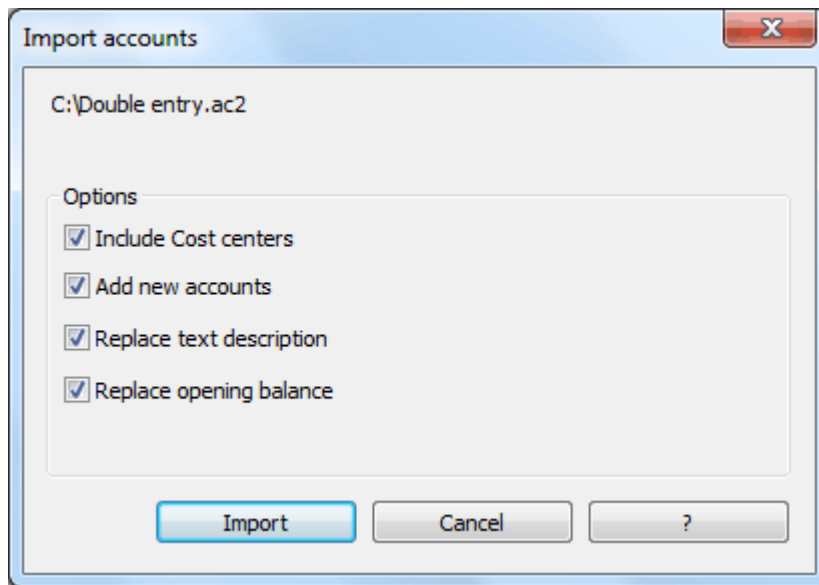 Import accounts
C:\Double entry.ac2
Options
Include Cost centers
Add new accounts
Replace text description
Replace opening balance
Import Cancel ?